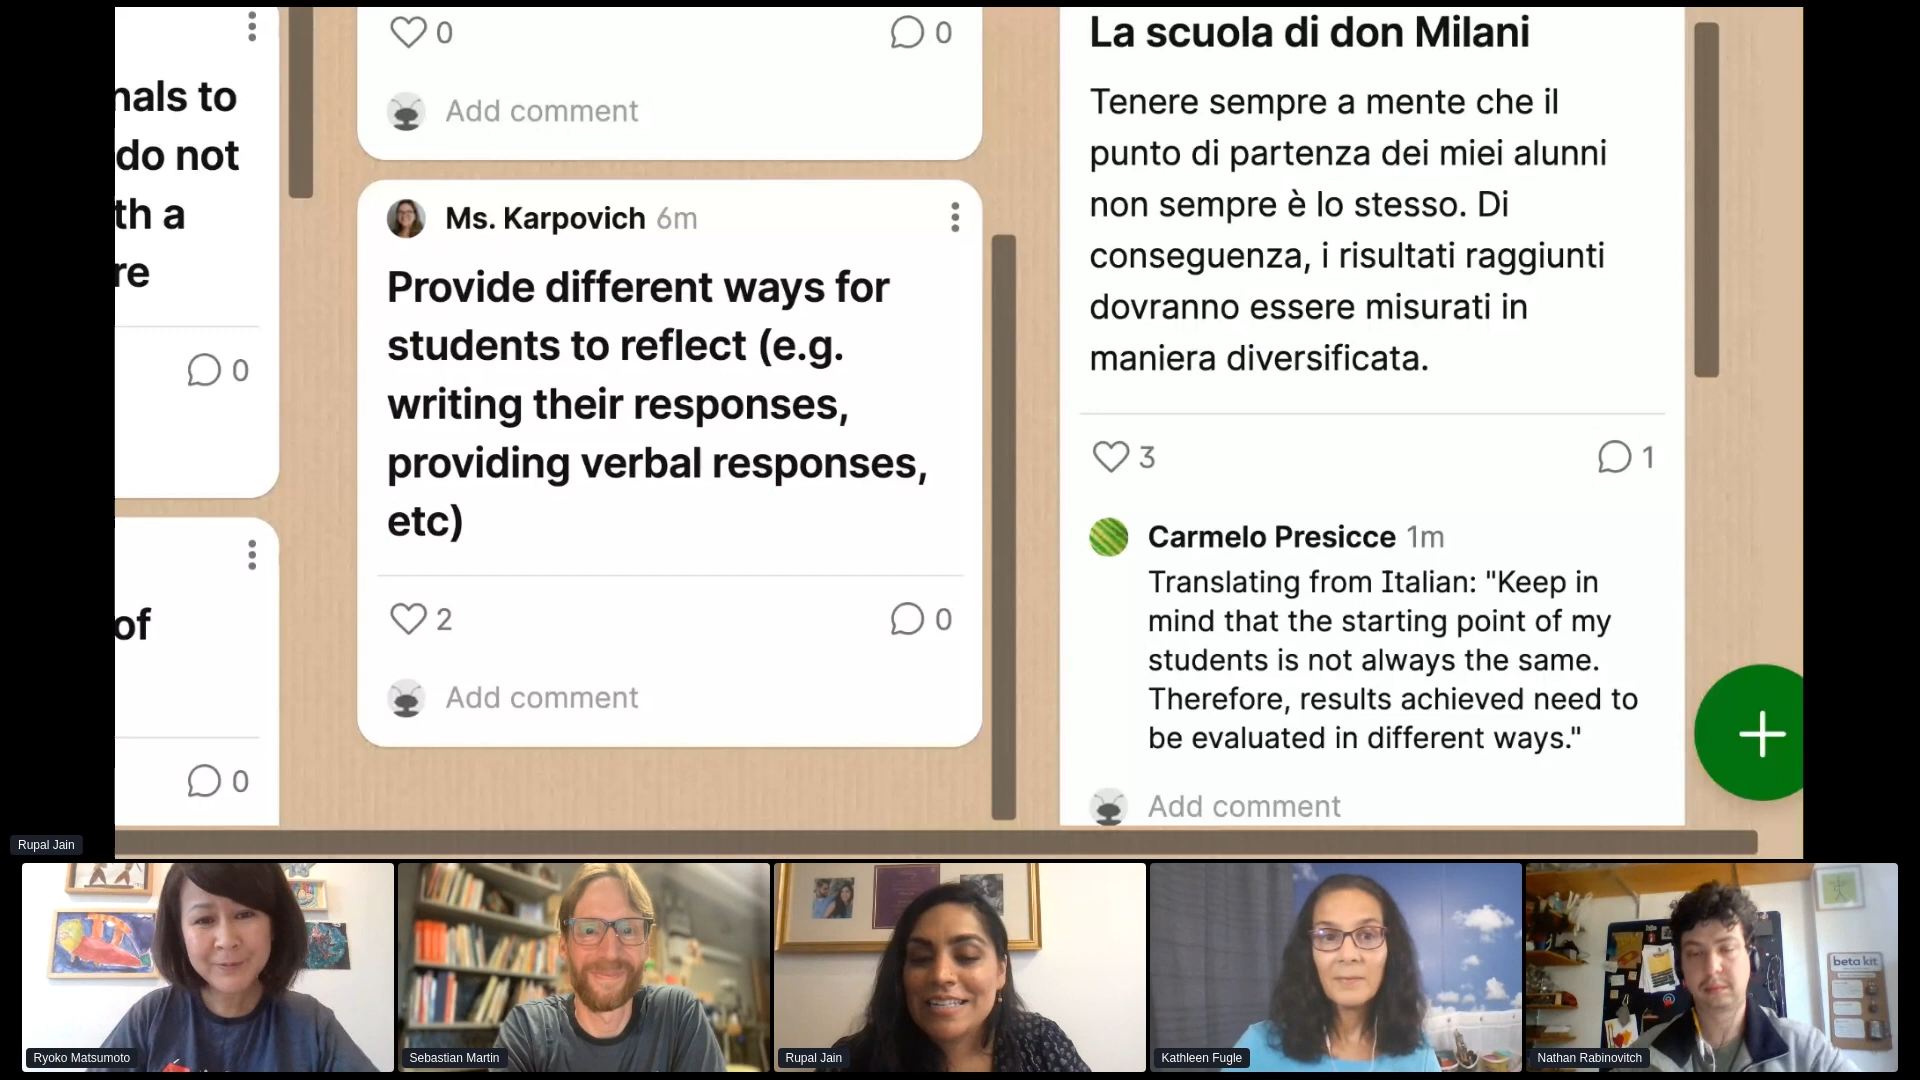 nals to
do not
th a
re
0
of
0
0
0
Add comment
Ms. Karpovich 6m
Provide different ways for
students to reflect (e.g.
writing their responses,
providing verbal responses,
etc)
2
0
Add comment
La scuola di don Milani
Tenere sempre a mente che il
punto di partenza dei miei alunni
non sempre è lo stesso. Di
conseguenza, i risultati raggiunti
dovranno essere misurati in
maniera diversificata.
3
1
Carmelo Presicce 1m
Translating from Italian: "Keep in
mind that the starting point of my
students is not always the same.
Therefore, results achieved need to
be evaluated in different ways."
Add comment
Rupal Jain
Ryoko Matsumoto
Sebastian Martin
Rupal Jain
Kathleen Fugle
beta kit
Nathan Rabinovitch